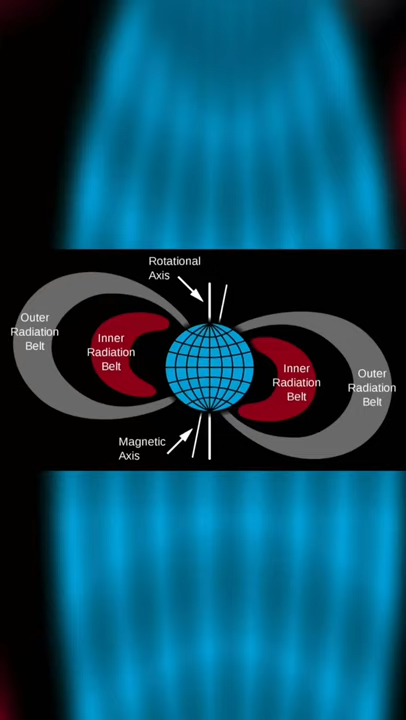 Rotational
Axis
Outer
Radiation
Belt
Inner
Radiation
Belt
Inner
Radiation
Belt
Outer
Radiation
Belt
Magnetic
Axis